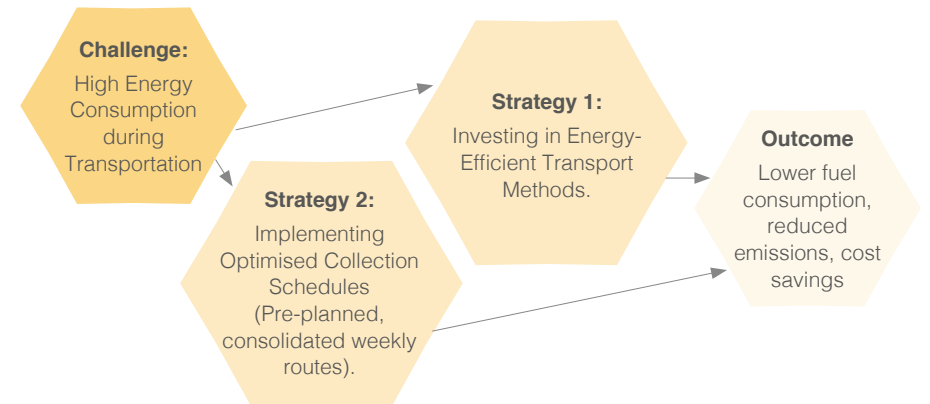 Challenge:
High Energy
Consumption
during
Transportation
Strategy 1:
Investing in Energy-
Efficient Transport
Methods.
Strategy 2:
Implementing
Optimised Collection
Schedules
(Pre-planned,
consolidated weekly
routes).
Outcome
Lower fuel
consumption,
reduced
emissions, cost
savings